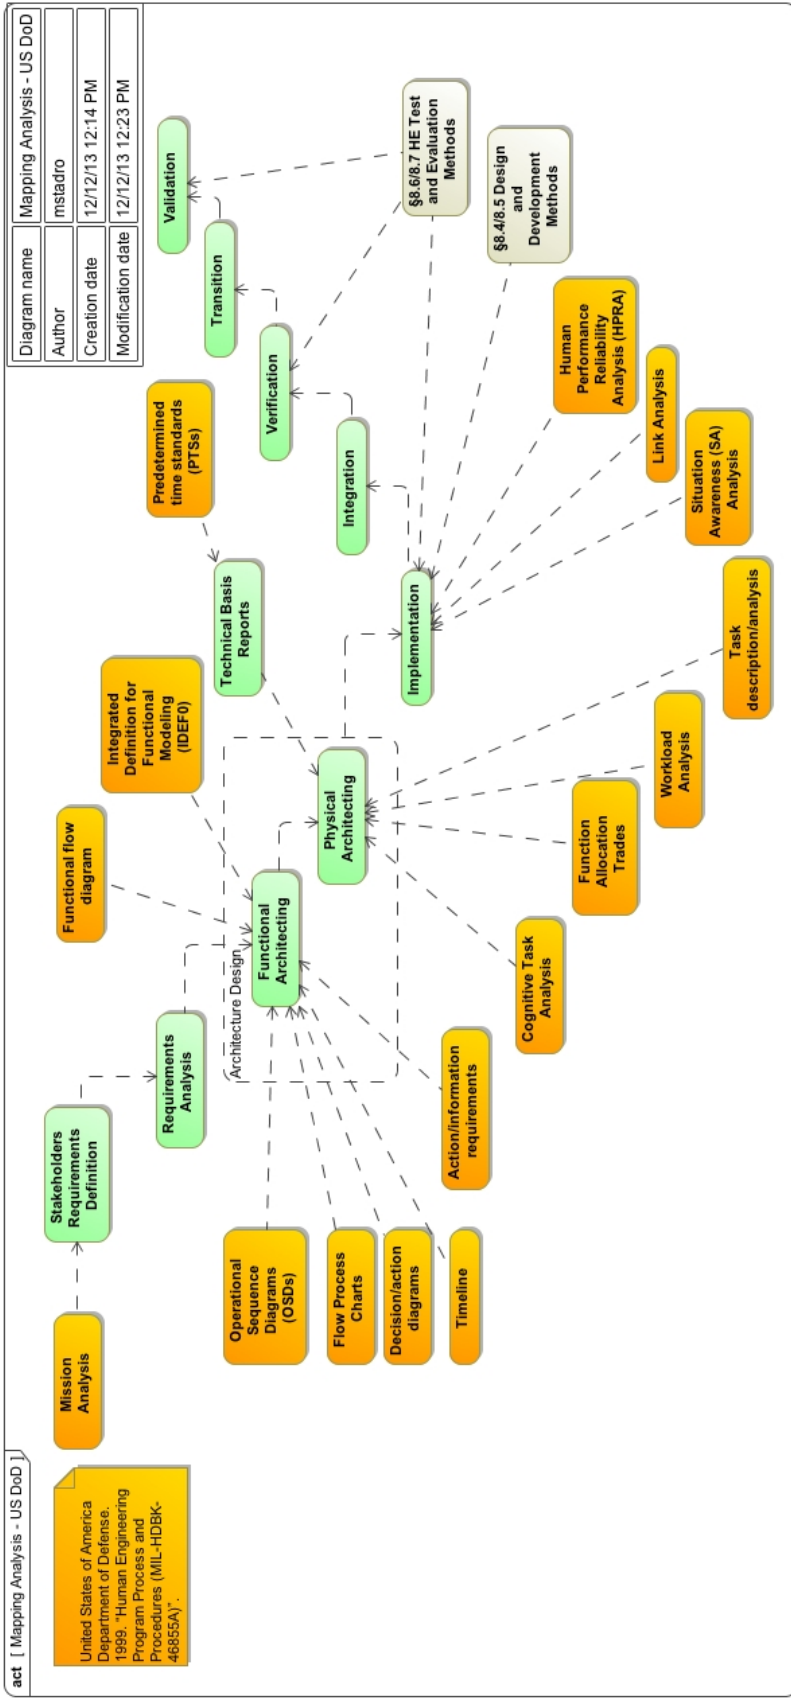 act [ Mapping Analysis - US DoD ]
Diagram name
Mapping Analysis - US DoD
Author
mstadro
Creation date
12/12/13 12:14 PM
Modification date
12/12/13 12:23 PM
United States of America
Department of Defense.
1999. "Human Engineering
Program Process and
Procedures (MIL-HDBK-
46855A)".
Mission
Analysis
Stakeholders
Requirements
Definition
Requirements
Analysis
Functional flow
diagram
Integrated
Definition for
Functional
Modeling
(IDEF0)
Predetermined
time standards
(PTSs)
Technical Basis
Reports
Architecture Design
Functional
Architecting
Physical
Architecting
Implementation
Integration
Verification
Transition
Validation
Operational
Sequence
Diagrams
(OSDs)
Flow Process
Charts
Decision/action
diagrams
Timeline
Action/information
requirements
Cognitive Task
Analysis
Function
Allocation
Trades
Workload
Analysis
Task
description/analysis
Situation
Awareness (SA)
Analysis
Link Analysis
Human
Performance
Reliability
Analysis (HPRA)
§8.4/8.5 Design
and
Development
Methods
§8.6/8.7 HE Test
and Evaluation
Methods